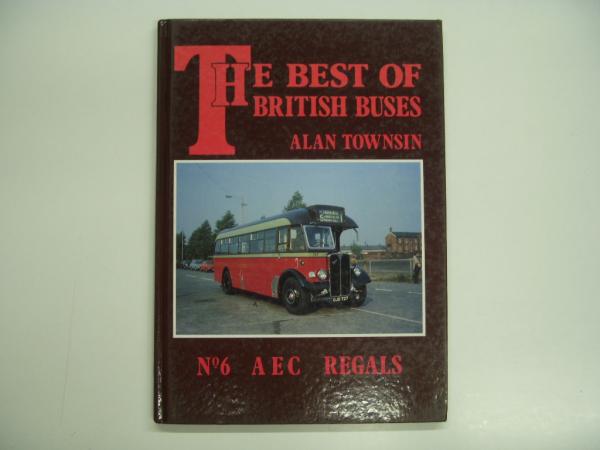 THE BEST OF
BRITISH BUSES
ALAN TOWNSIN
Nº6 AEC REGALS